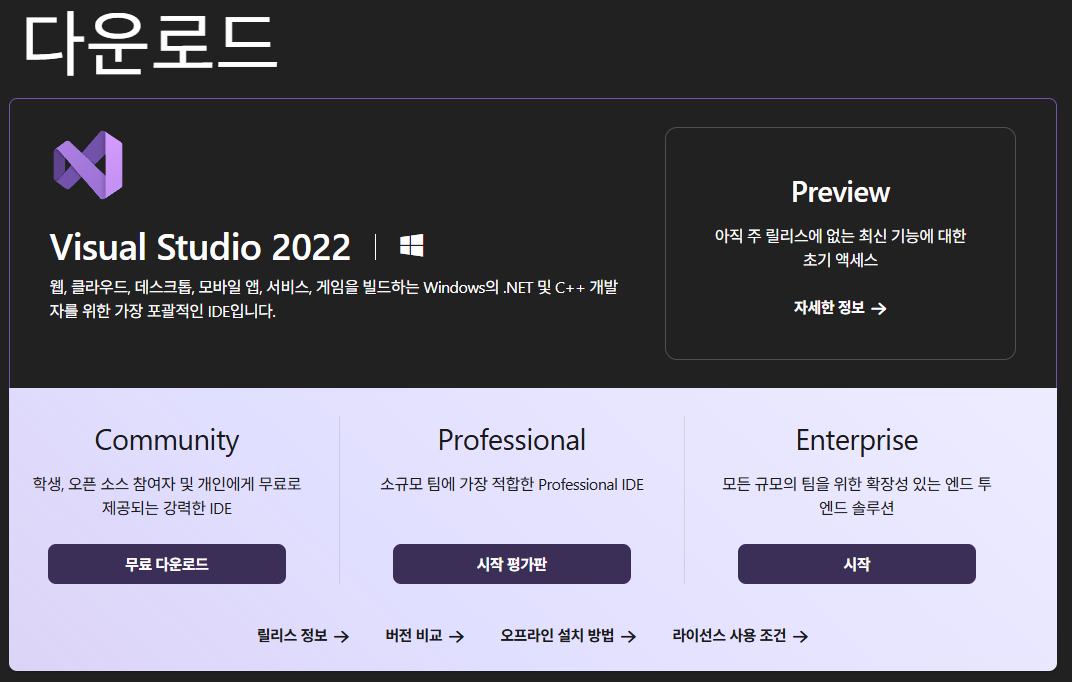 다운로드
Visual Studio 2022
웹, 클라우드, 데스크톱, 모바일 앱, 서비스, 게임을 빌드하는 Windows의 .NET 및 C++ 개발
자를 위한 가장 포괄적인 IDE입니다.
Preview
아직 주 릴리스에 없는 최신 기능에 대한
초기 액세스
자세한 정보 →
Community
학생, 오픈 소스 참여자 및 개인에게 무료로
제공되는 강력한 IDE
무료 다운로드
Professional
소규모 팀에 가장 적합한 Professional IDE
시작 평가판
Enterprise
모든 규모의 팀을 위한 확장성 있는 엔드 투
엔드 솔루션
시작
릴리스 정보 → 버전 비교 → 오프라인 설치 방법 → 라이선스 사용 조건 →